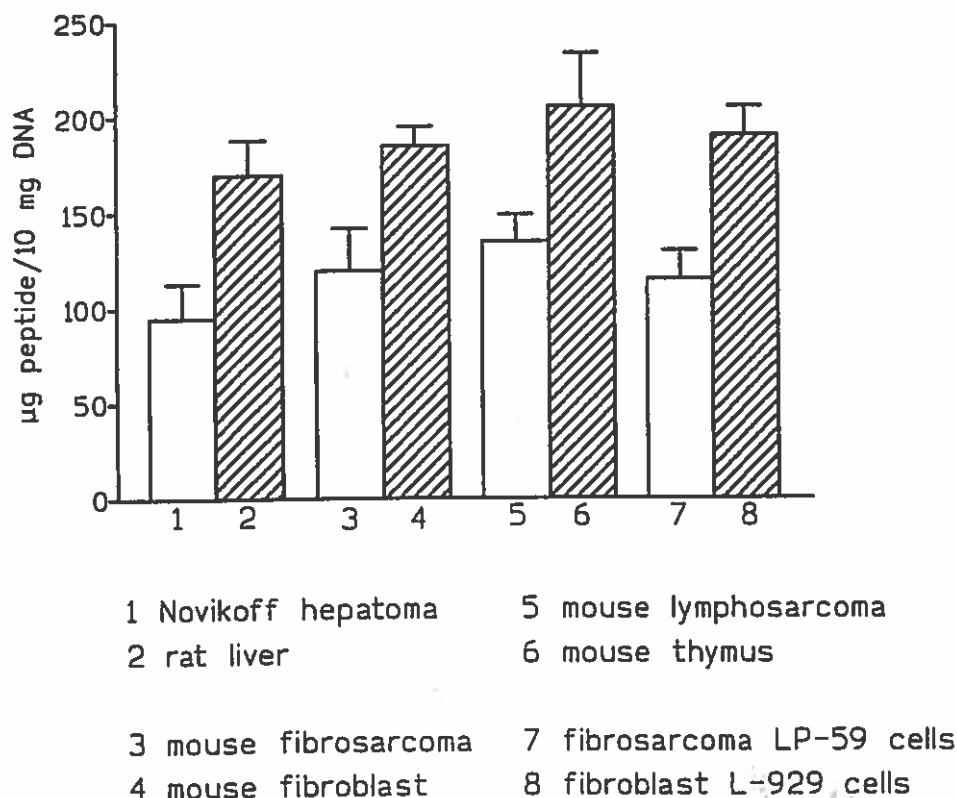 250
200
150
100
50
0
µg peptide/10 mg DNA
1 2 3 4 5 6 7 8
1 Novikoff hepatoma
2 rat liver
3 mouse fibrosarcoma
4 mouse fibroblast
5 mouse lymphosarcoma
6 mouse thymus
7 fibrosarcoma LP-59 cells
8 fibroblast L-929 cells